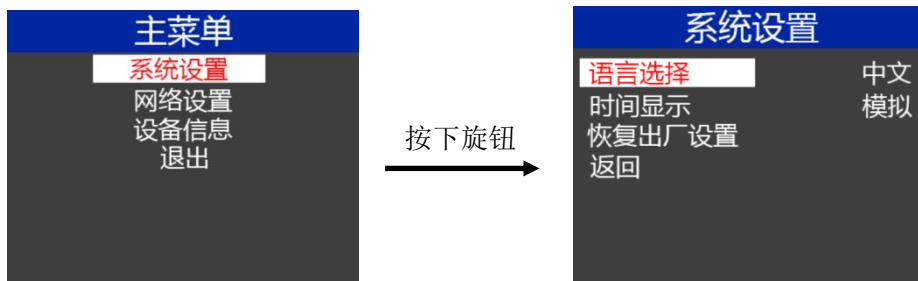 主菜单
系统设置
网络设置
设备信息
退出
按下旋钮
系统设置
语言选择 中文
时间显示 模拟
恢复出厂设置
返回